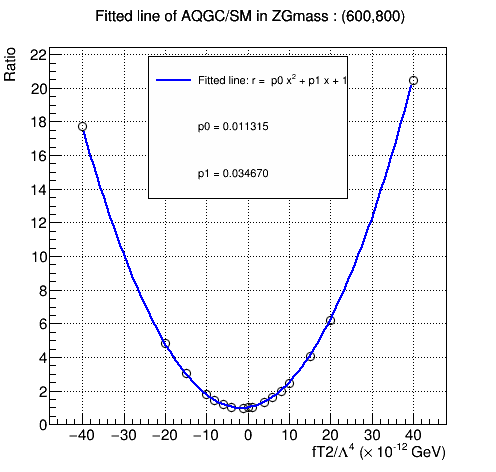 Fitted line of AQGC/SM in ZGmass : (600,800)
Ratio
22
20
18
16
14
12
10
8
6
4
2
0
Fitted line: r = p0 x² + p1 x + 1
p0 = 0.011315
p1 = 0.034670
−40 −30 −20 −10 0 10 20 30 40
fT2/Λ⁴ (× 10⁻¹² GeV)